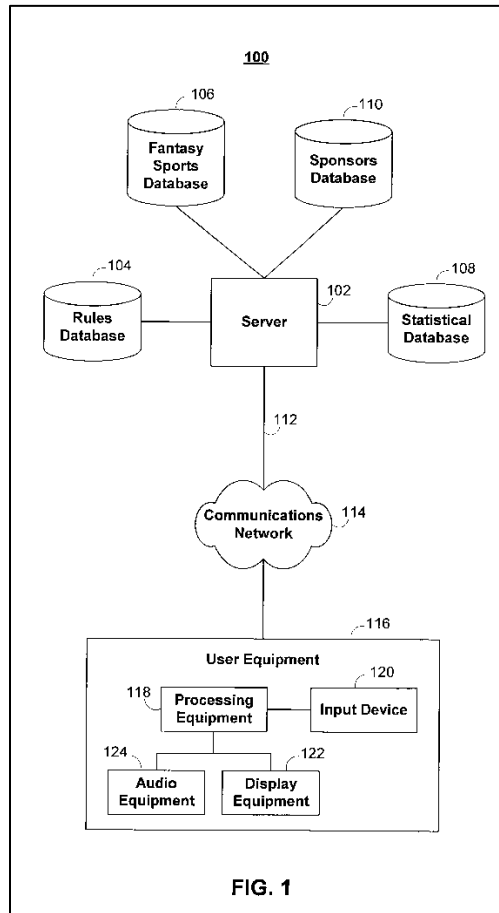 100
106
110
Fantasy
Sports
Database
Sponsors
Database
104
102
108
Rules
Database
Server
Statistical
Database
112
Communications
Network
114
116
User Equipment
118
Processing
Equipment
120
Input Device
124
Audio
Equipment
122
Display
Equipment
FIG. 1